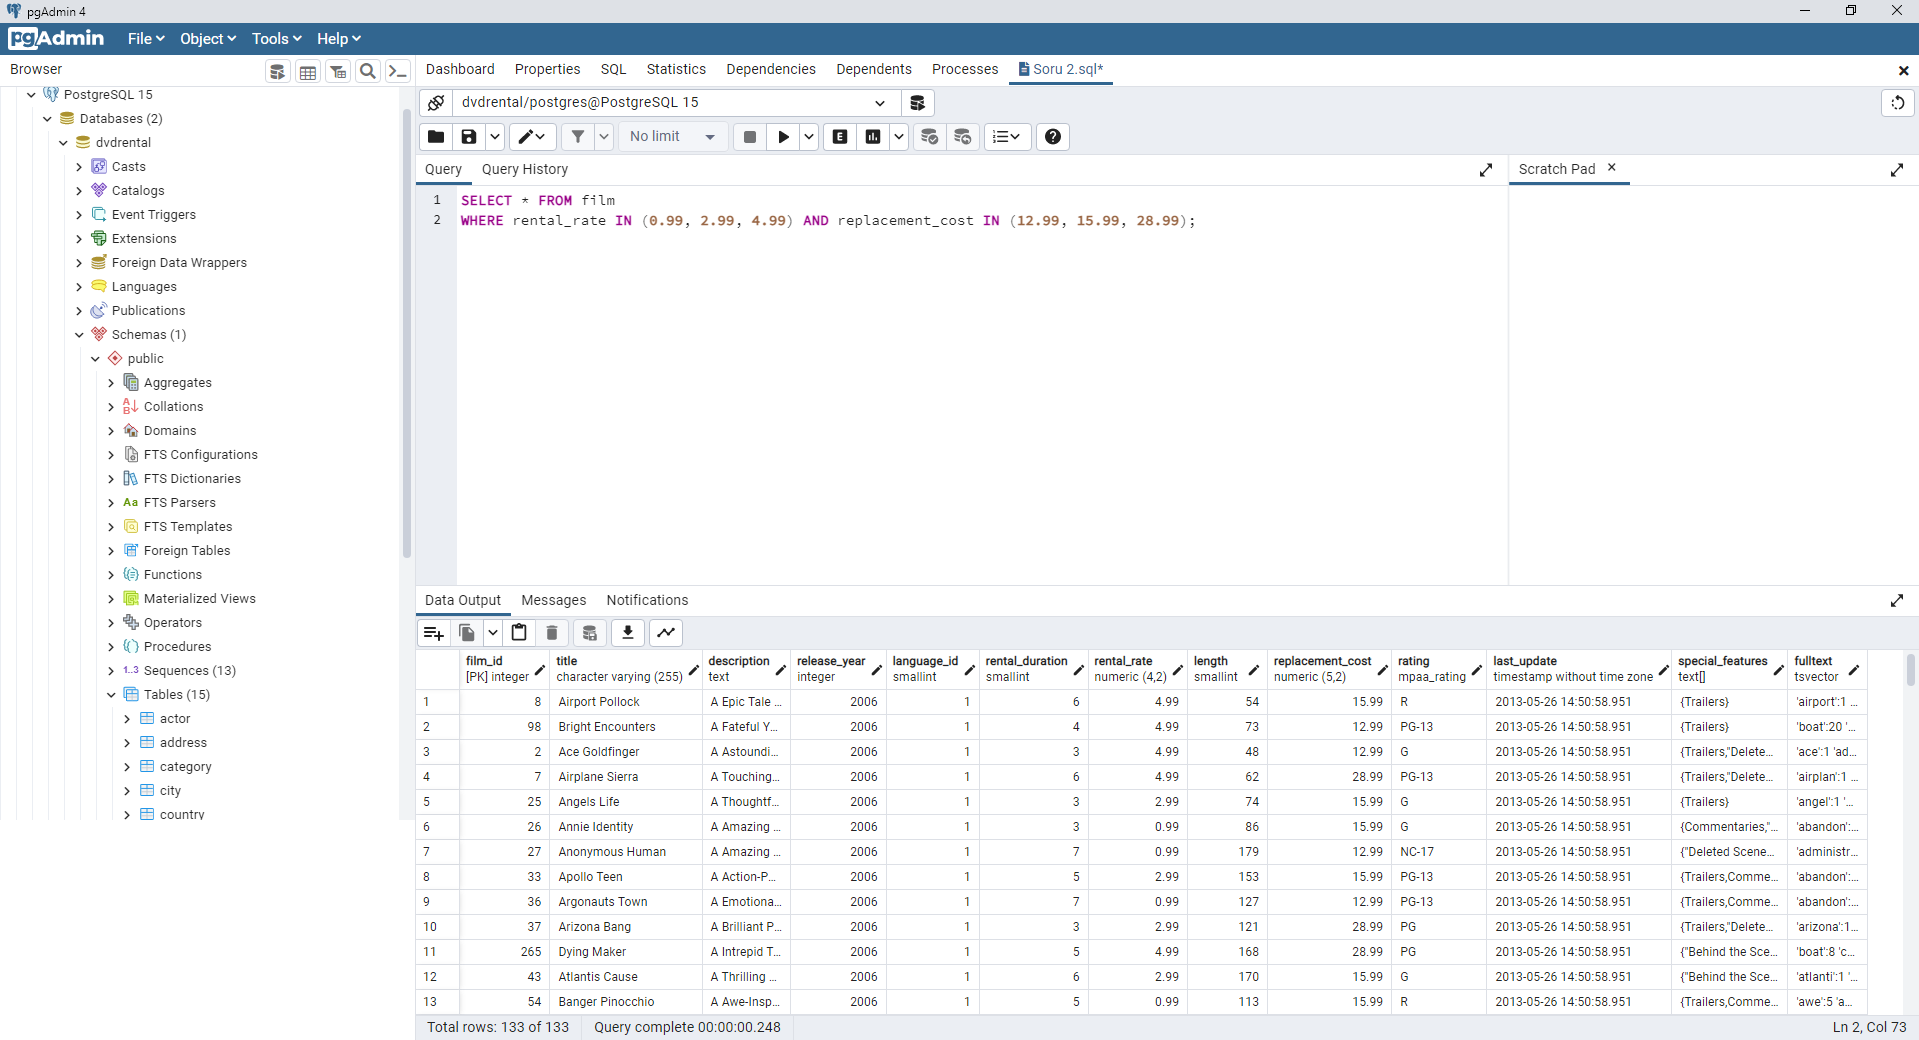 pgAdmin 4
pgAdmin File Object Tools Help
Browser
PostgreSQL 15
Databases (2)
dvdrental
Casts
Catalogs
Event Triggers
Extensions
Foreign Data Wrappers
Languages
Publications
Schemas (1)
public
Aggregates
Collations
Domains
FTS Configurations
FTS Dictionaries
Aa FTS Parsers
FTS Templates
Foreign Tables
Functions
Materialized Views
Operators
Procedures
1..3 Sequences (13)
Tables (15)
actor
address
category
city
country
Dashboard Properties SQL Statistics Dependencies Dependents Processes Soru 2.sql*
dvdrental/postgres@PostgreSQL 15
No limit E
Query Query History
Scratch Pad
1 SELECT * FROM film
2 WHERE rental_rate IN (0.99, 2.99, 4.99) AND replacement_cost IN (12.99, 15.99, 28.99);
Data Output Messages Notifications
film_id title description release_year language_id rental_duration rental_rate length replacement_cost rating last_update special_features fulltext
[PK] integer character varying (255) text integer smallint smallint numeric (4,2) smallint numeric (5,2) mpaa_rating timestamp without time zone text[] tsvector
1 8 Airport Pollock A Epic Tale ... 2006 1 6 4.99 54 15.99 R 2013-05-26 14:50:58.951 {Trailers} 'airport':1 ...
2 98 Bright Encounters A Fateful Y... 2006 1 4 4.99 73 12.99 PG-13 2013-05-26 14:50:58.951 {Trailers} 'boat':20 '...
3 2 Ace Goldfinger A Astoundi... 2006 1 3 4.99 48 12.99 G 2013-05-26 14:50:58.951 {Trailers,"Delete... 'ace':1 'ad...
4 7 Airplane Sierra A Touching... 2006 1 6 4.99 62 28.99 PG-13 2013-05-26 14:50:58.951 {Trailers,"Delete... 'airplan':1 ...
5 25 Angels Life A Thoughtf... 2006 1 3 2.99 74 15.99 G 2013-05-26 14:50:58.951 {Trailers} 'angel':1 '...
6 26 Annie Identity A Amazing ... 2006 1 3 0.99 86 15.99 G 2013-05-26 14:50:58.951 {Commentaries,"... 'abandon':...
7 27 Anonymous Human A Amazing ... 2006 1 7 0.99 179 12.99 NC-17 2013-05-26 14:50:58.951 {"Deleted Scene... 'administr...
8 33 Apollo Teen A Action-P... 2006 1 5 2.99 153 15.99 PG-13 2013-05-26 14:50:58.951 {Trailers,Comme... 'abandon':...
9 36 Argonauts Town A Emotiona... 2006 1 7 0.99 127 12.99 PG-13 2013-05-26 14:50:58.951 {Trailers,Comme... 'abandon':...
10 37 Arizona Bang A Brilliant P... 2006 1 3 2.99 121 28.99 PG 2013-05-26 14:50:58.951 {Trailers,"Delete... 'arizona':1...
11 265 Dying Maker A Intrepid T... 2006 1 5 4.99 168 28.99 PG 2013-05-26 14:50:58.951 {"Behind the Sce... 'boat':8 'c...
12 43 Atlantis Cause A Thrilling ... 2006 1 6 2.99 170 15.99 G 2013-05-26 14:50:58.951 {"Behind the Sce... 'atlanti':1 '...
13 54 Banger Pinocchio A Awe-Insp... 2006 1 5 0.99 113 15.99 R 2013-05-26 14:50:58.951 {Trailers,Comme... 'awe':5 'a...
Total rows: 133 of 133 Query complete 00:00:00.248 Ln 2, Col 73